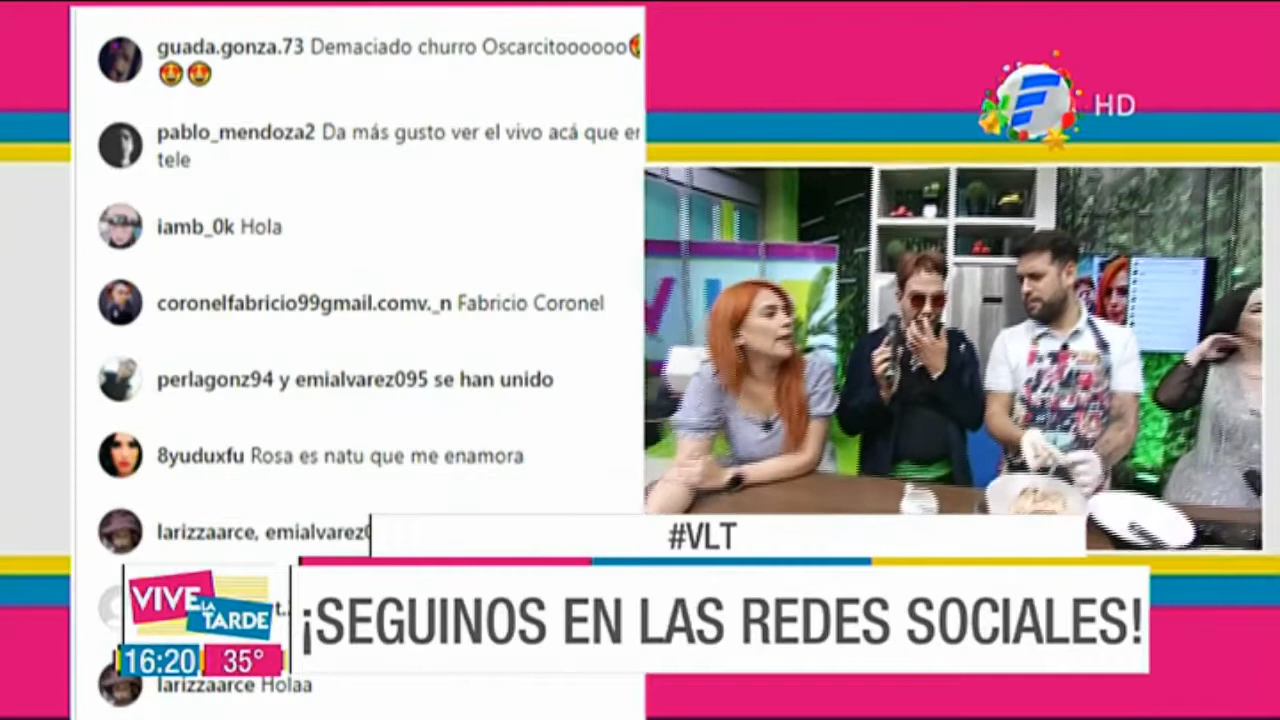 guada.gonza.73 Demaciado churro Oscarcitoooooo
pablo_mendoza2 Da más gusto ver el vivo acá que en
tele
iamb_0k Hola
coronelfabricio99gmail.comv._n Fabricio Coronel
perlagonz94 y emialvarez095 se han unido
8yuduxfu Rosa es natu que me enamora
larizzaarce, emialvarez
larizzaarce Holaa
HD
#VLT
¡SEGUINOS EN LAS REDES SOCIALES!
VIVE
LA
TARDE
16:20 35°